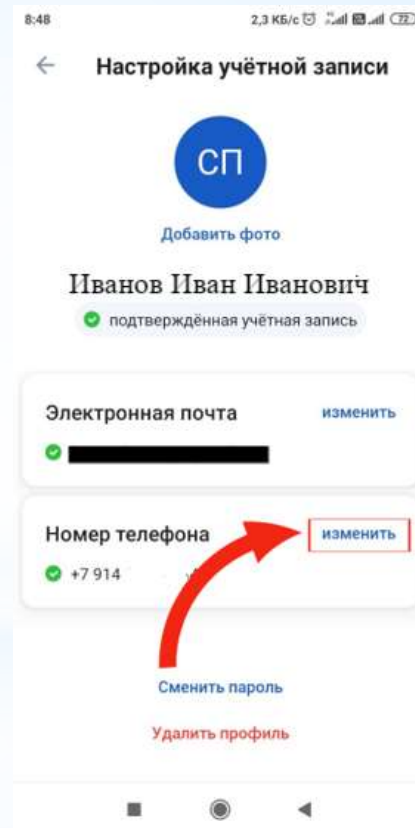 8:48 2,3 КБ/с 72
Настройка учётной записи
СП
Добавить фото
Иванов Иван Иванович
подтверждённая учётная запись
Электронная почта изменить
Номер телефона изменить
+7 914
Сменить пароль
Удалить профиль